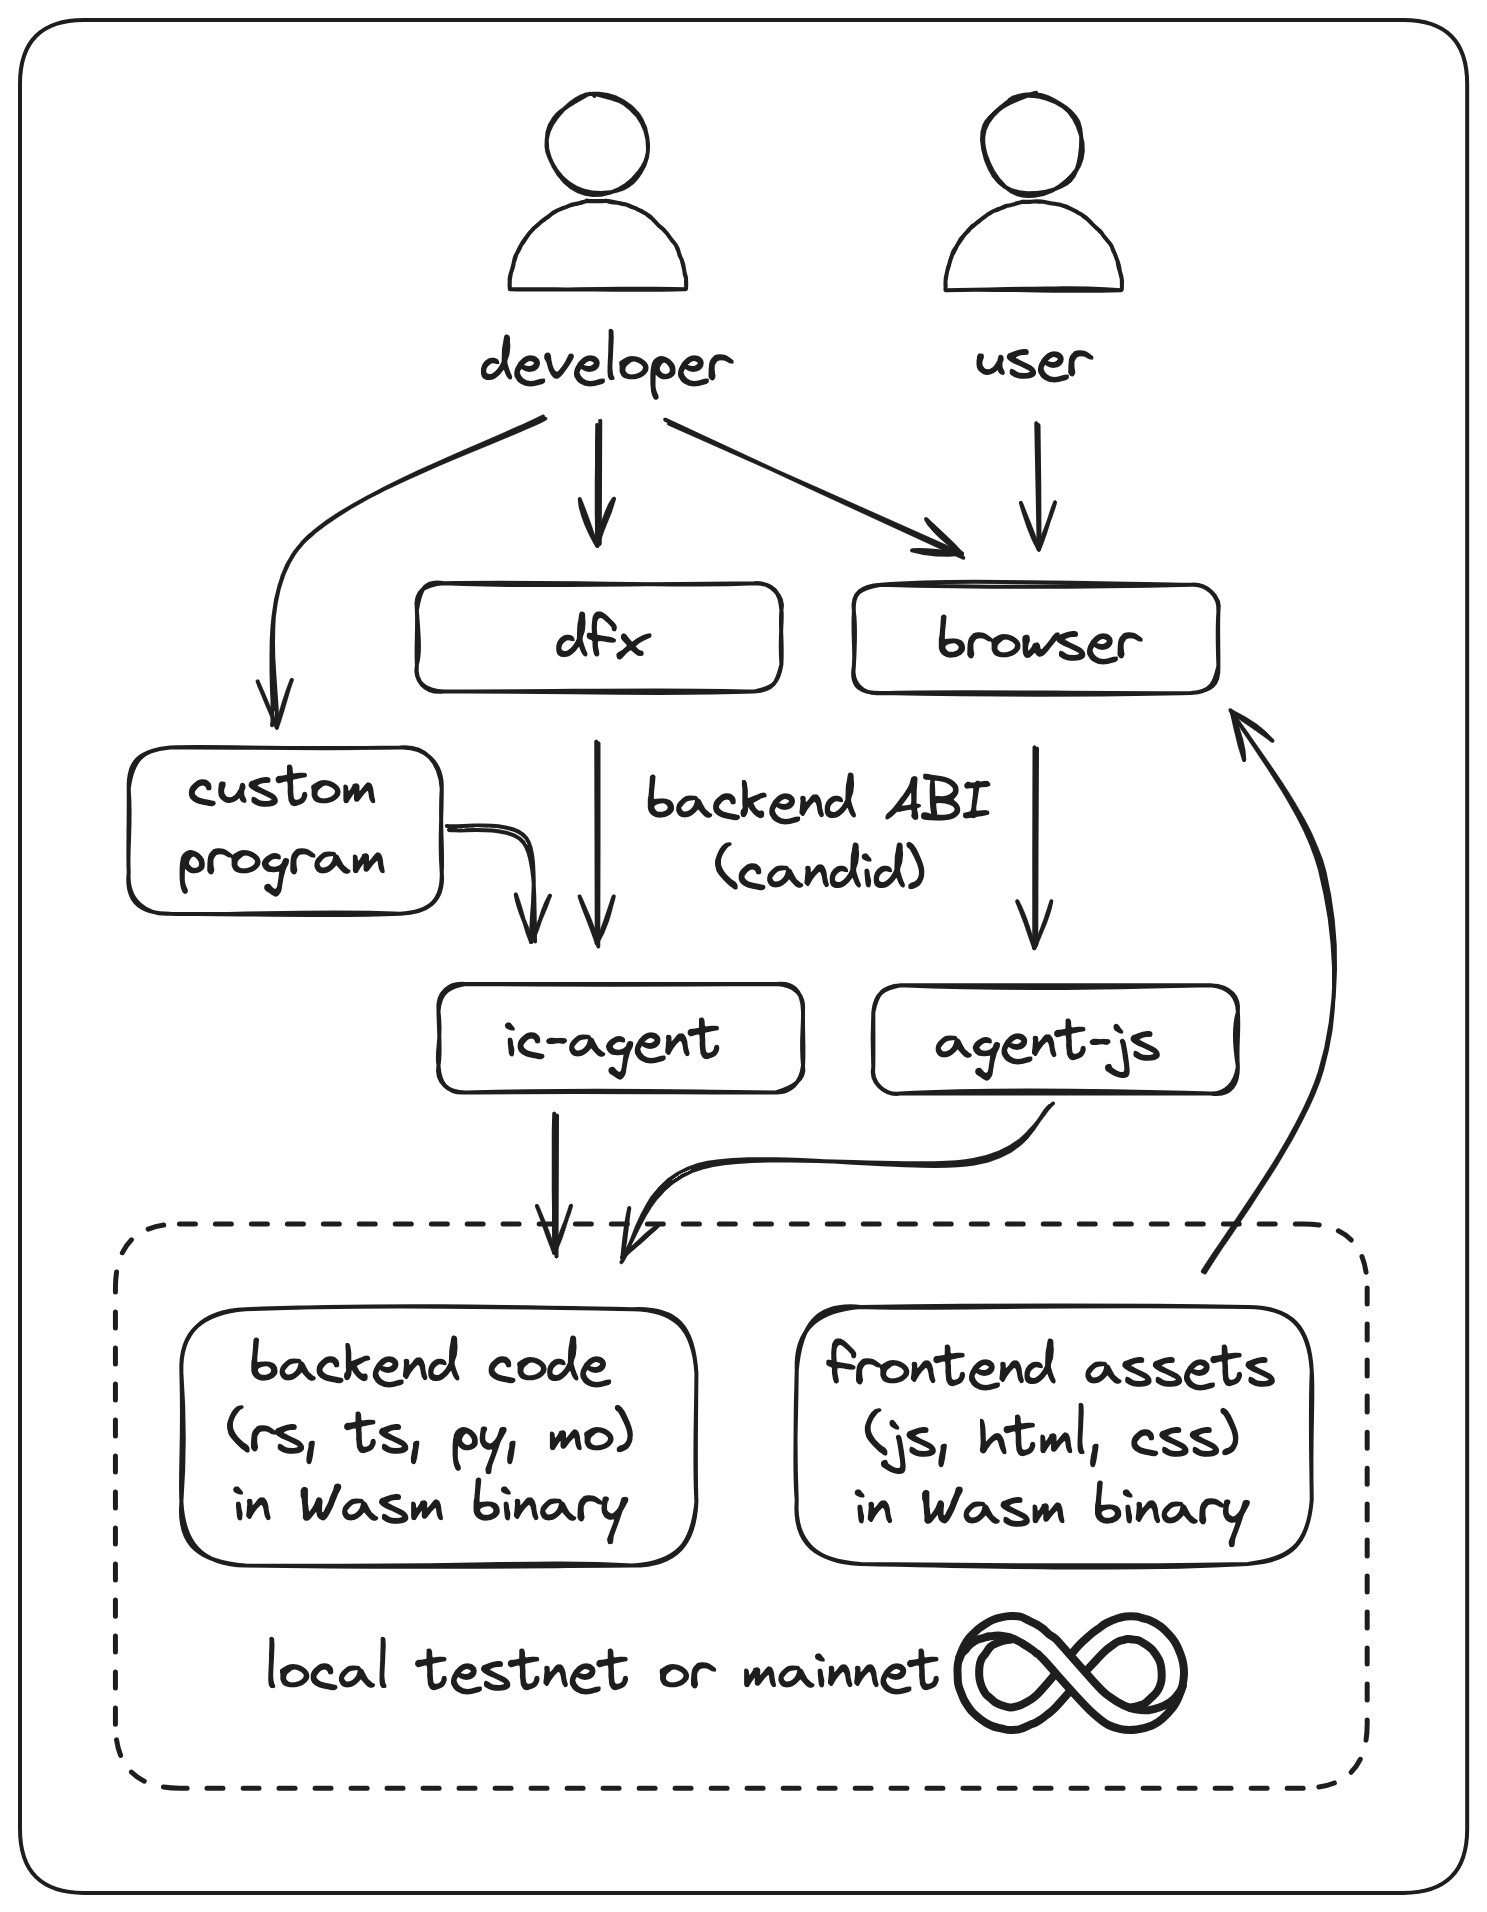 developer
user
dfx
browser
custom
program
backend ABI
(candid)
ic-agent
agent-js
backend code
(rs, ts, py, mo)
in Wasm binary
frontend assets
(js, html, css)
in Wasm binary
local testnet or mainnet